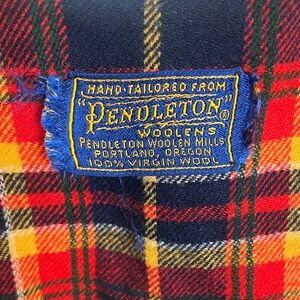 HAND-TAILORED FROM
"PENDLETON"®
WOOLENS
PENDLETON WOOLEN MILLS
PORTLAND, OREGON
100% VIRGIN WOOL